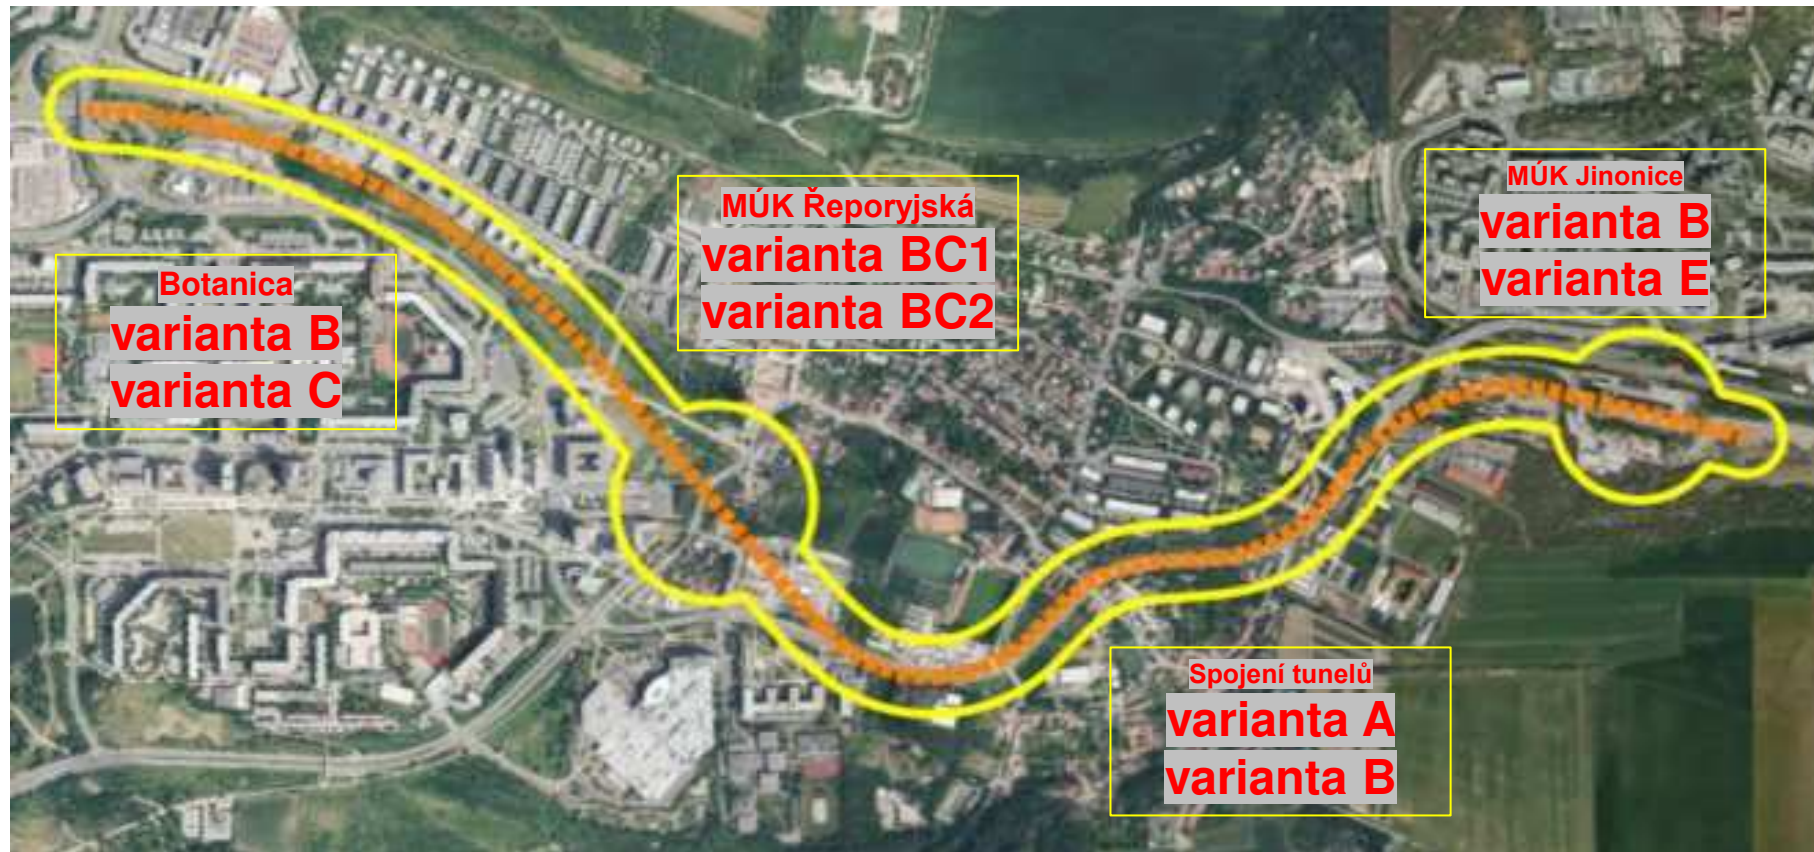 Botanica
varianta B
varianta C
MÚK Řeporyjská
varianta BC1
varianta BC2
MÚK Jinonice
varianta B
varianta E
Spojení tunelů
varianta A
varianta B